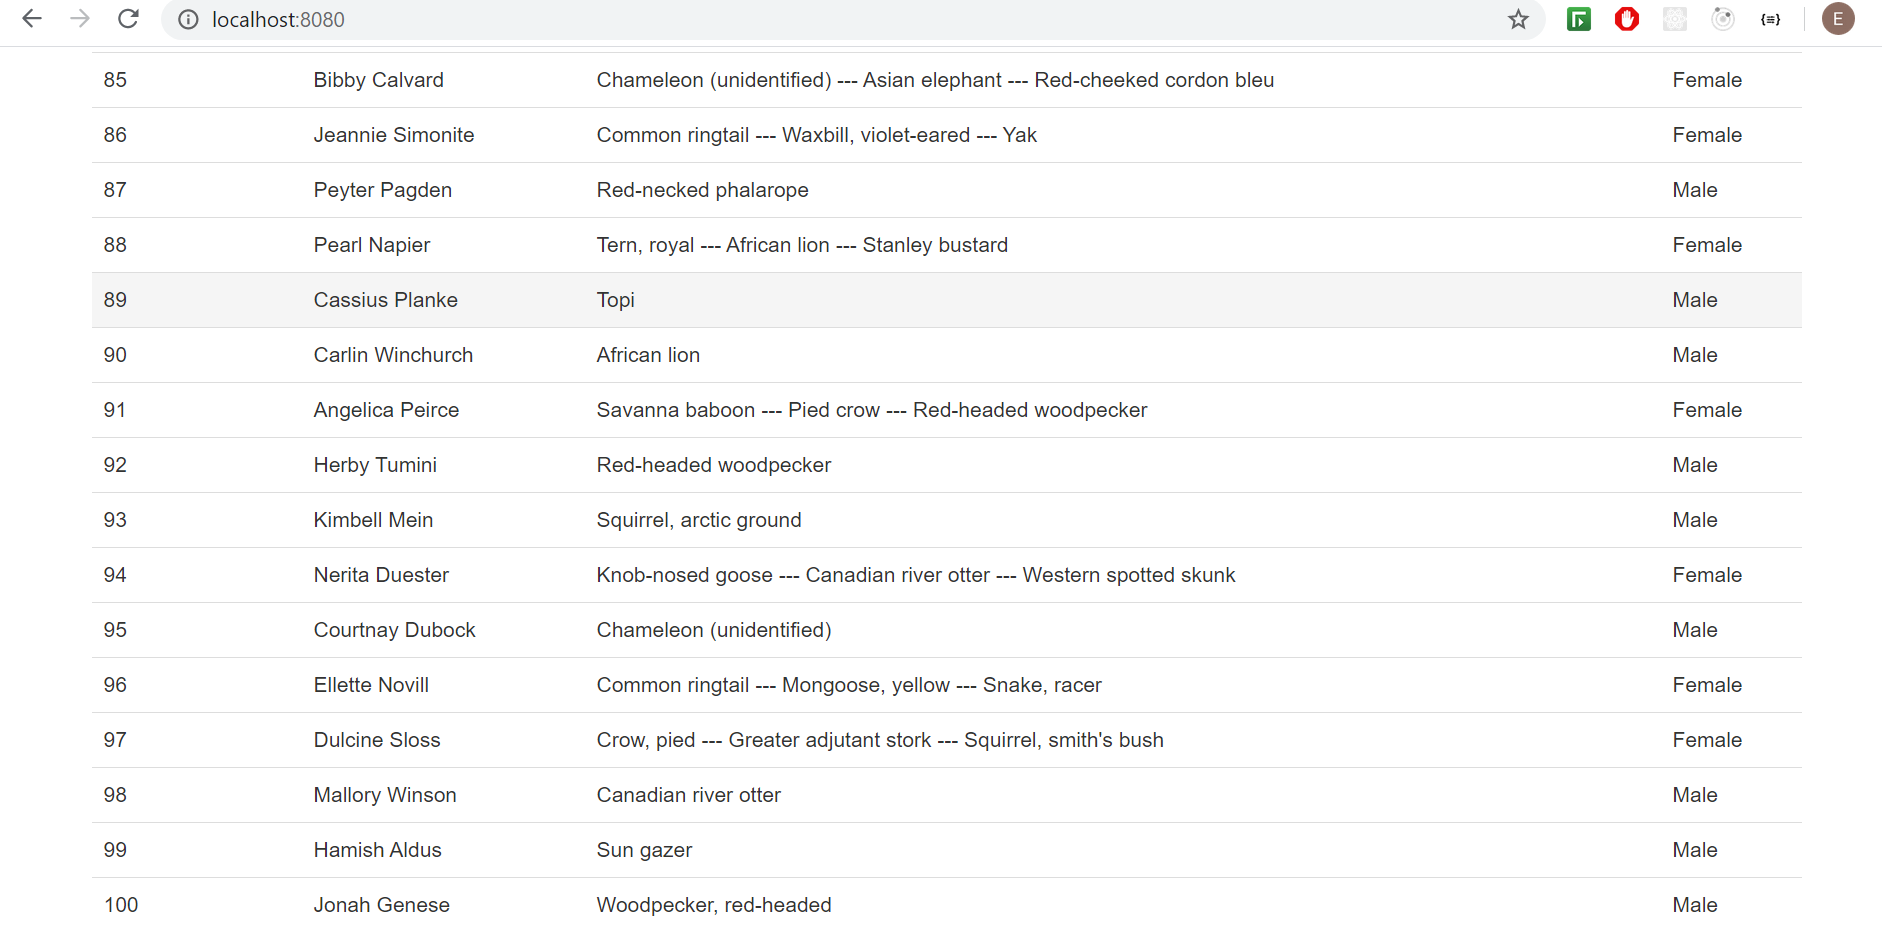 localhost:8080 {≡} E
85 Bibby Calvard Chameleon (unidentified) --- Asian elephant --- Red-cheeked cordon bleu Female
86 Jeannie Simonite Common ringtail --- Waxbill, violet-eared --- Yak Female
87 Peyter Pagden Red-necked phalarope Male
88 Pearl Napier Tern, royal --- African lion --- Stanley bustard Female
89 Cassius Planke Topi Male
90 Carlin Winchurch African lion Male
91 Angelica Peirce Savanna baboon --- Pied crow --- Red-headed woodpecker Female
92 Herby Tumini Red-headed woodpecker Male
93 Kimbell Mein Squirrel, arctic ground Male
94 Nerita Duester Knob-nosed goose --- Canadian river otter --- Western spotted skunk Female
95 Courtnay Dubock Chameleon (unidentified) Male
96 Ellette Novill Common ringtail --- Mongoose, yellow --- Snake, racer Female
97 Dulcine Sloss Crow, pied --- Greater adjutant stork --- Squirrel, smith's bush Female
98 Mallory Winson Canadian river otter Male
99 Hamish Aldus Sun gazer Male
100 Jonah Genese Woodpecker, red-headed Male